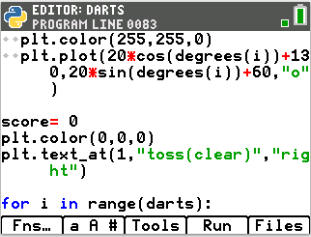 EDITOR: DARTS
PROGRAM LINE 0083
plt.color(255,255,0)
plt.plot(20*cos(degrees(i))+13
0,20*sin(degrees(i))+60,"o"
)
score= 0
plt.color(0,0,0)
plt.text_at(1,"toss(clear)","rig
ht")
for i in range(darts):
Fns… a A # Tools Run Files